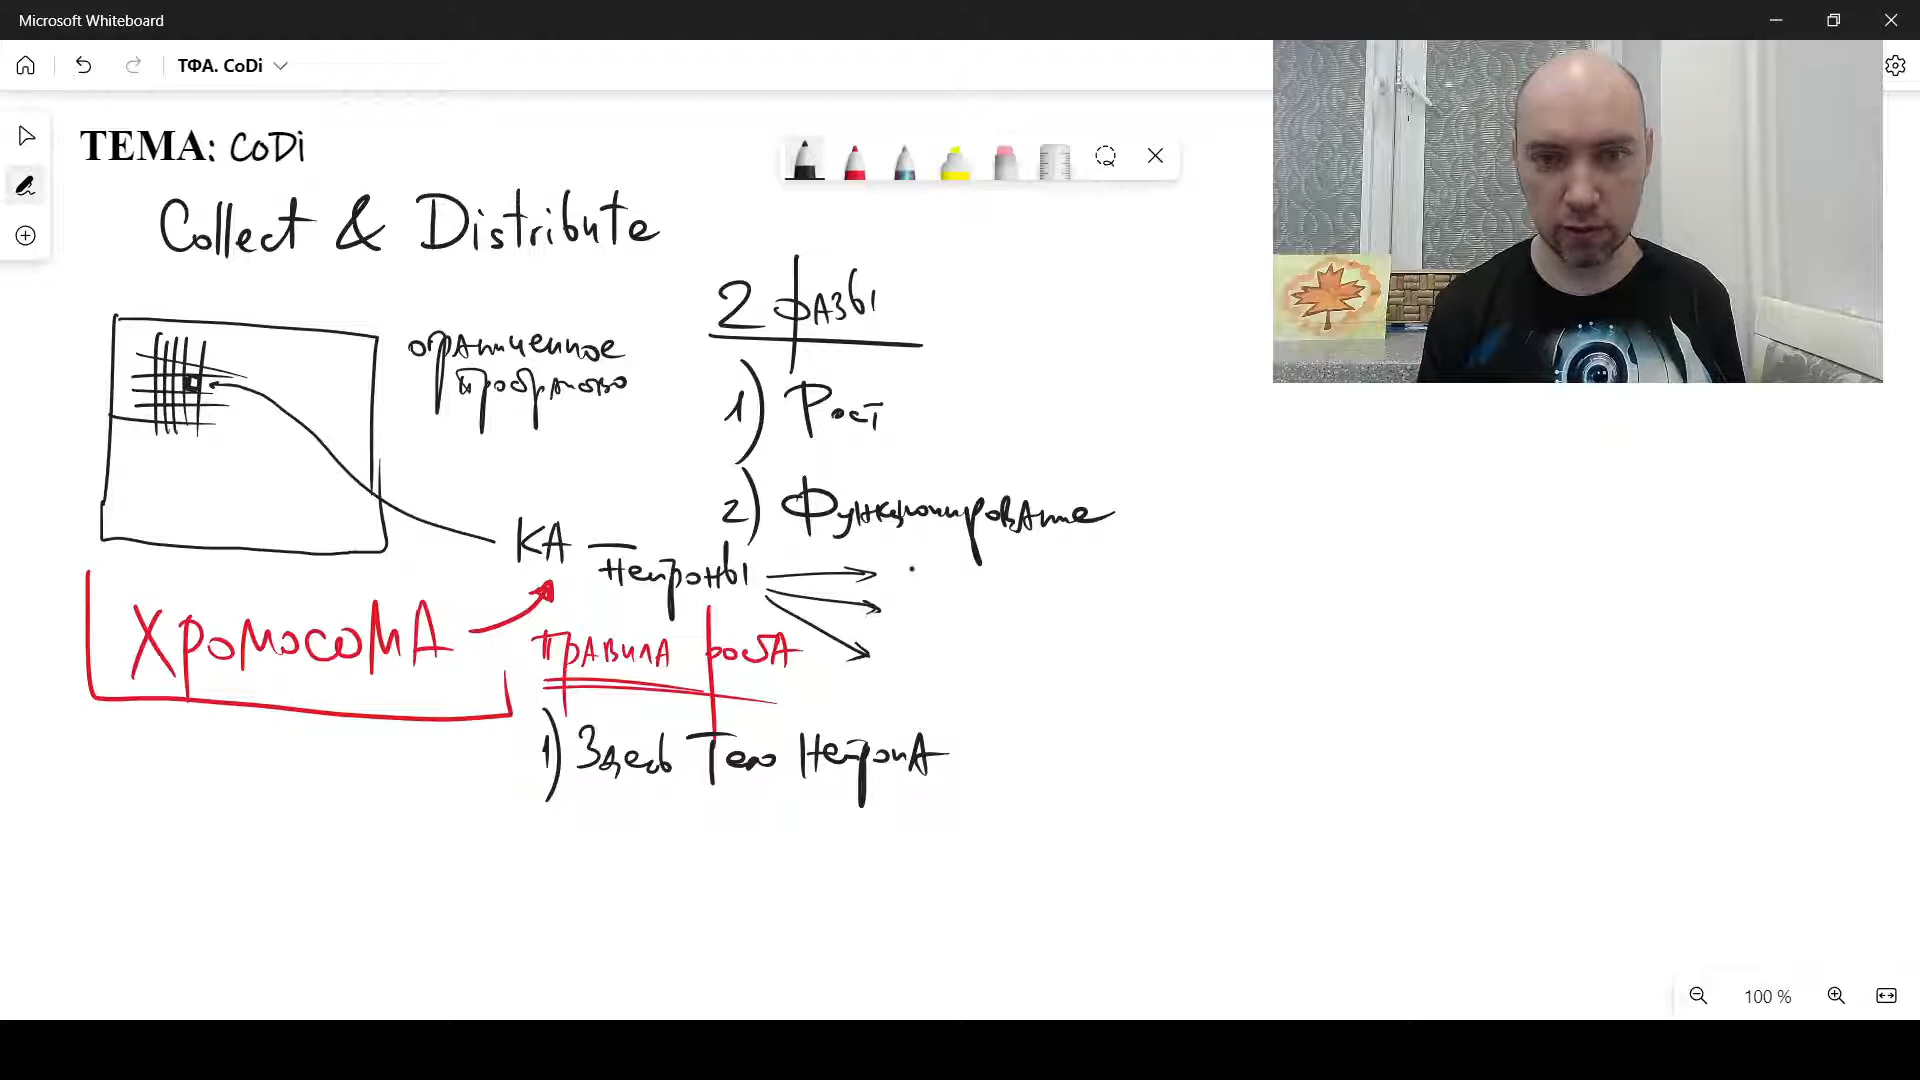 Microsoft Whiteboard
ТФА. CoDi
ТЕМА: CoDi
Collect & Distribute
2 фазы
ограниченное
пространство
1) Рост
2) Функционирование
КА — Нейроны
Хромосома
Правила роста
1) Здесь Тело Нейрона
100 %